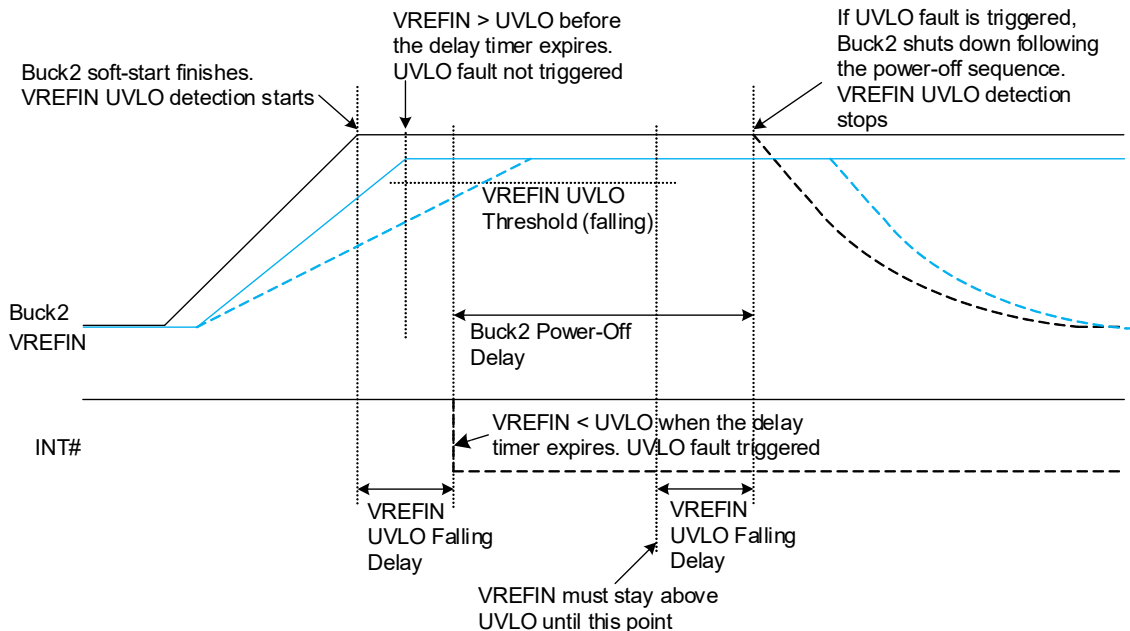 VREFIN > UVLO before
the delay timer expires.
UVLO fault not triggered
If UVLO fault is triggered,
Buck2 shuts down following
the power-off sequence.
VREFIN UVLO detection
stops
Buck2 soft-start finishes.
VREFIN UVLO detection starts
VREFIN UVLO
Threshold (falling)
Buck2
VREFIN
Buck2 Power-Off
Delay
INT#
VREFIN < UVLO when the delay
timer expires. UVLO fault triggered
VREFIN
UVLO Falling
Delay
VREFIN
UVLO Falling
Delay
VREFIN must stay above
UVLO until this point